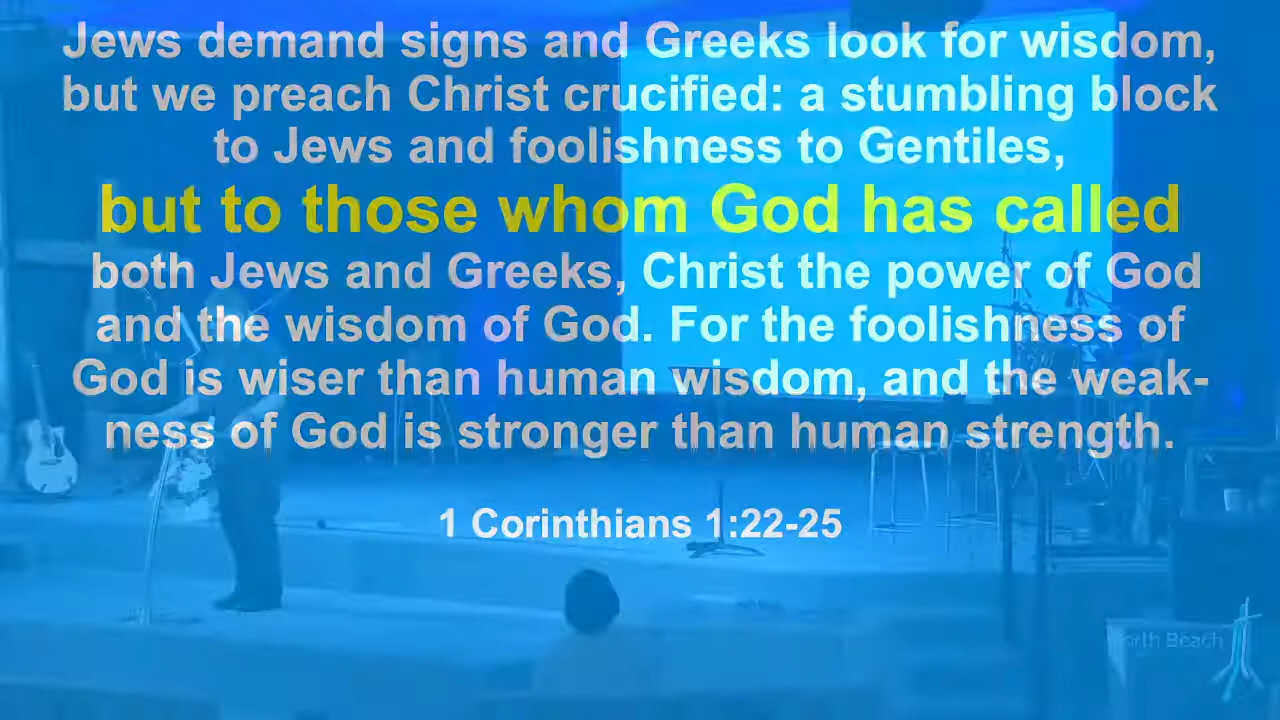 Jews demand signs and Greeks look for wisdom,
but we preach Christ crucified: a stumbling block
to Jews and foolishness to Gentiles,
but to those whom God has called
both Jews and Greeks, Christ the power of God
and the wisdom of God. For the foolishness of
God is wiser than human wisdom, and the weak-
ness of God is stronger than human strength.
1 Corinthians 1:22-25
North Beach